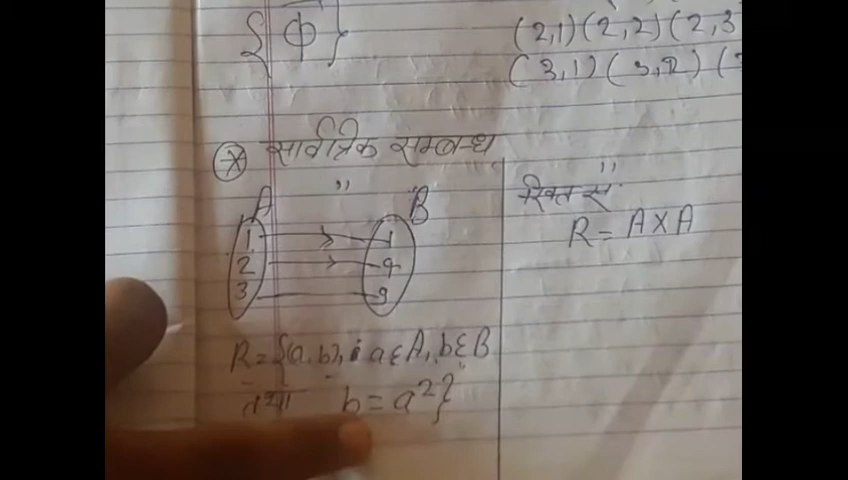 { Φ }
(2,1) (2,2) (2,3
(3,1) (3,2) (3
* सार्वत्रिक सम्बन्ध
A " B
1 1
2 4
3 9
R = {(a,b), : a ∈ A, b ∈ B
तथा b = a²}
रिक्त सं "
R = A X A